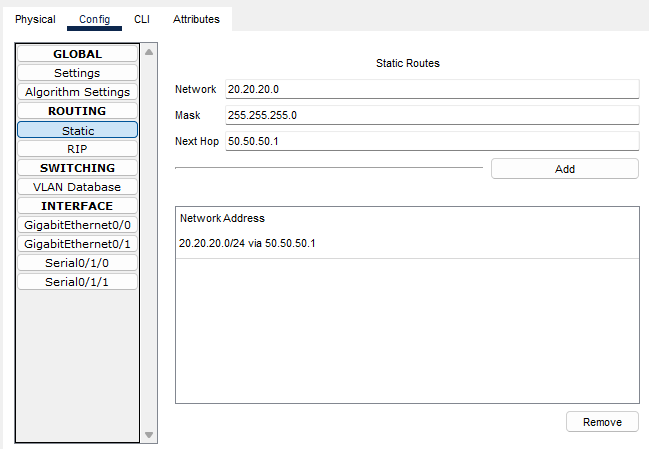 Physical Config CLI Attributes
GLOBAL
Settings
Algorithm Settings
ROUTING
Static
RIP
SWITCHING
VLAN Database
INTERFACE
GigabitEthernet0/0
GigabitEthernet0/1
Serial0/1/0
Serial0/1/1
Static Routes
Network 20.20.20.0
Mask 255.255.255.0
Next Hop 50.50.50.1
Add
Network Address
20.20.20.0/24 via 50.50.50.1
Remove